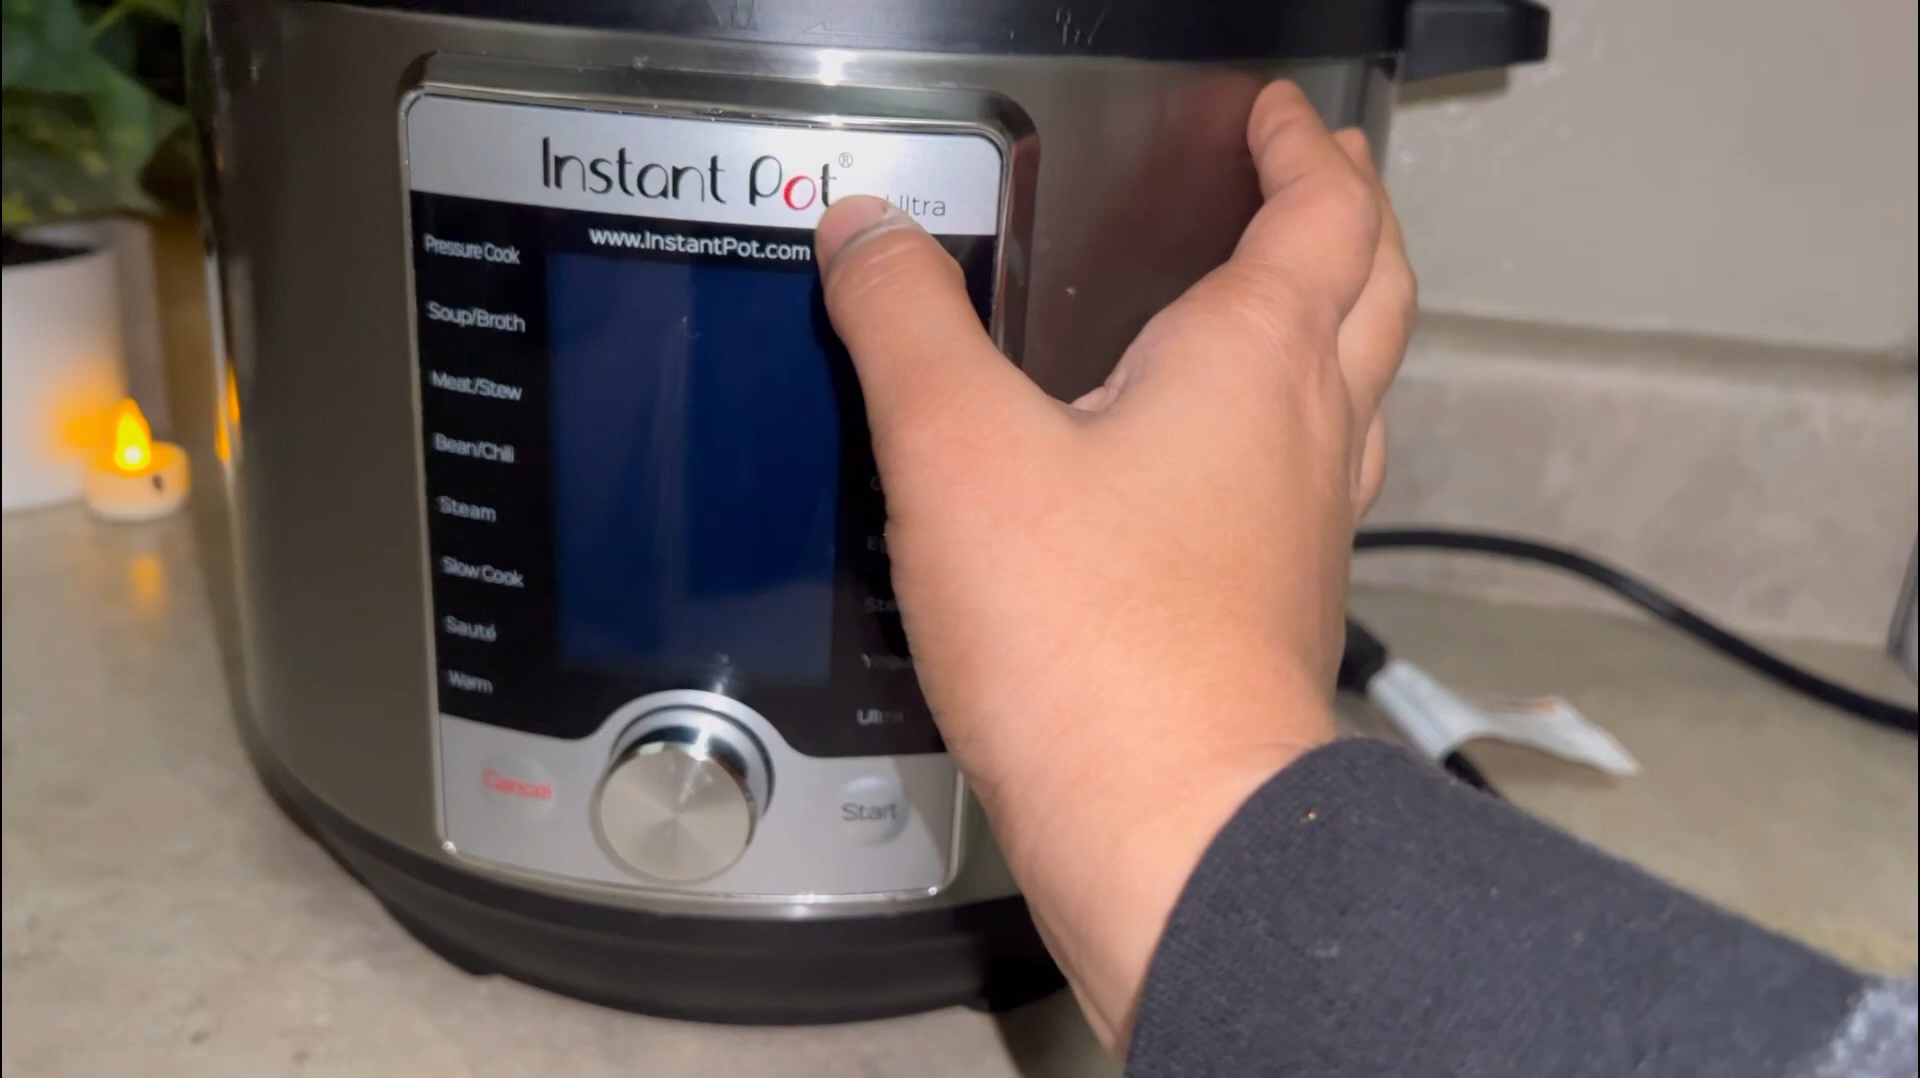 Instant Pot®
Ultra
www.InstantPot.com
Pressure Cook
Soup/Broth
Meat/Stew
Bean/Chili
Steam
Slow Cook
Sauté
Warm
Ultra
Cancel
Start